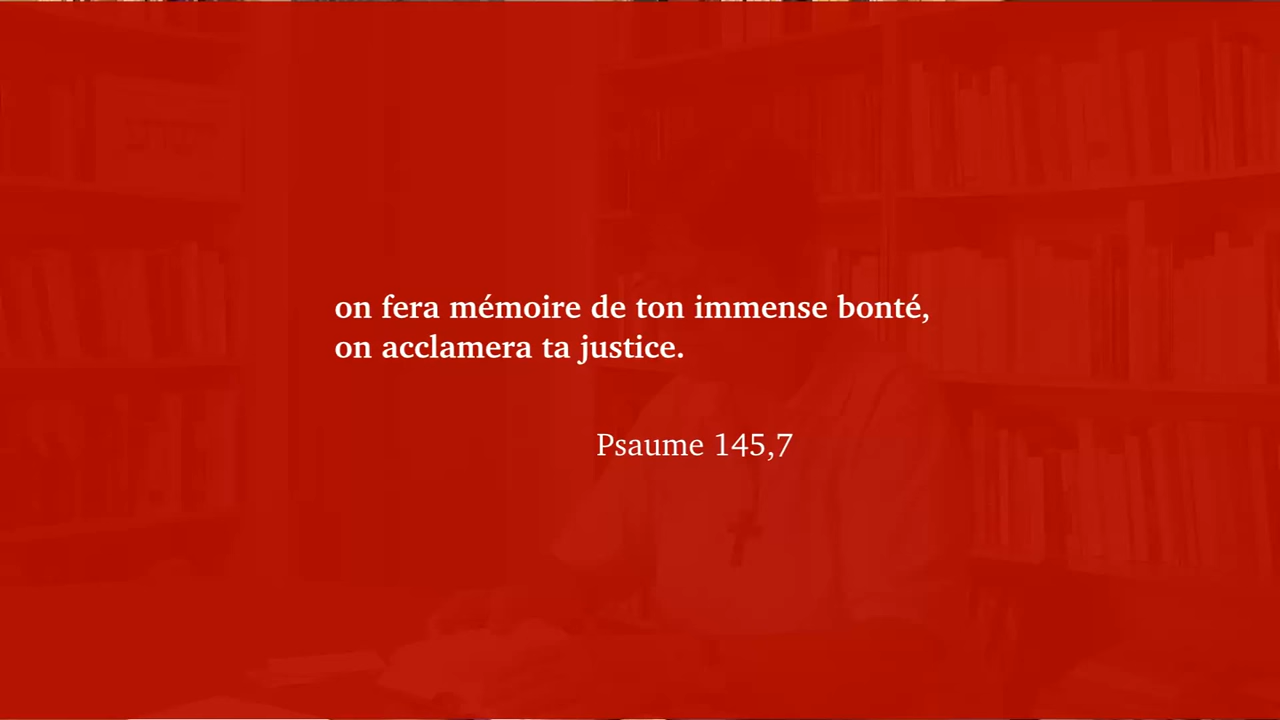 on fera mémoire de ton immense bonté,
on acclamera ta justice.
Psaume 145,7